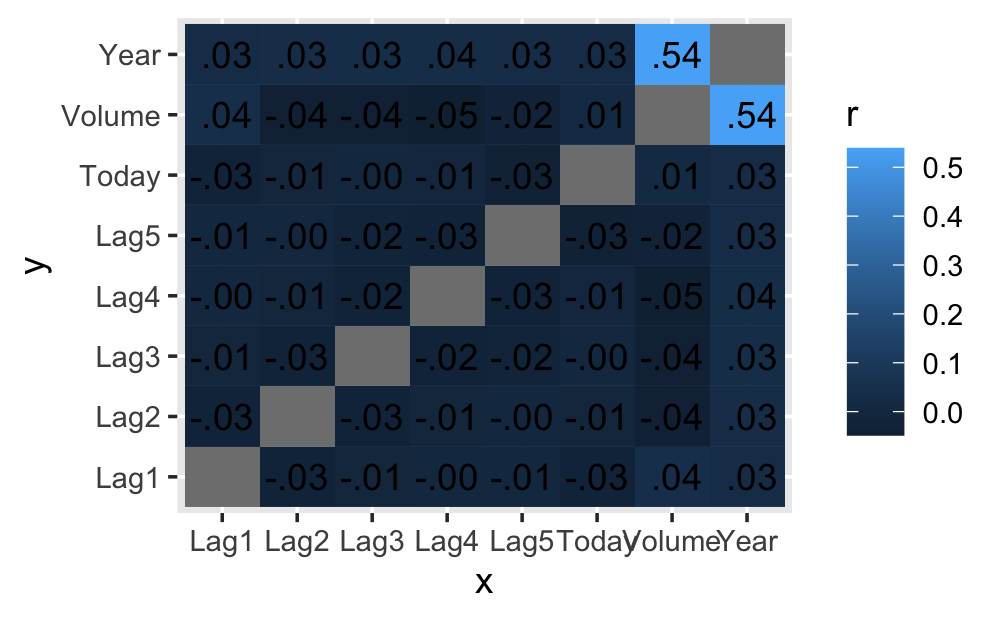 Year .03 .03 .03 .04 .03 .03 .54
Volume .04 -.04 -.04 -.05 -.02 .01 .54
Today -.03 -.01 -.00 -.01 -.03 .01 .03
Lag5 -.01 -.00 -.02 -.03 -.03 -.02 .03
Lag4 -.00 -.01 -.02 -.03 -.01 -.05 .04
Lag3 -.01 -.03 -.02 -.02 -.00 -.04 .03
Lag2 -.03 -.03 -.01 -.00 -.01 -.04 .03
Lag1 -.03 -.01 -.00 -.01 -.03 .04 .03
Lag1 Lag2 Lag3 Lag4 Lag5 Today Volume Year
x
y
r
0.5
0.4
0.3
0.2
0.1
0.0